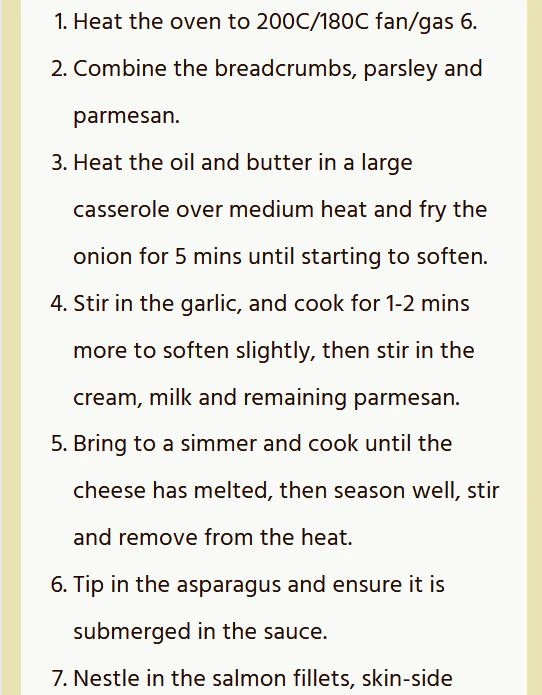 1. Heat the oven to 200C/180C fan/gas 6.
2. Combine the breadcrumbs, parsley and
parmesan.
3. Heat the oil and butter in a large
casserole over medium heat and fry the
onion for 5 mins until starting to soften.
4. Stir in the garlic, and cook for 1-2 mins
more to soften slightly, then stir in the
cream, milk and remaining parmesan.
5. Bring to a simmer and cook until the
cheese has melted, then season well, stir
and remove from the heat.
6. Tip in the asparagus and ensure it is
submerged in the sauce.
7. Nestle in the salmon fillets, skin-side